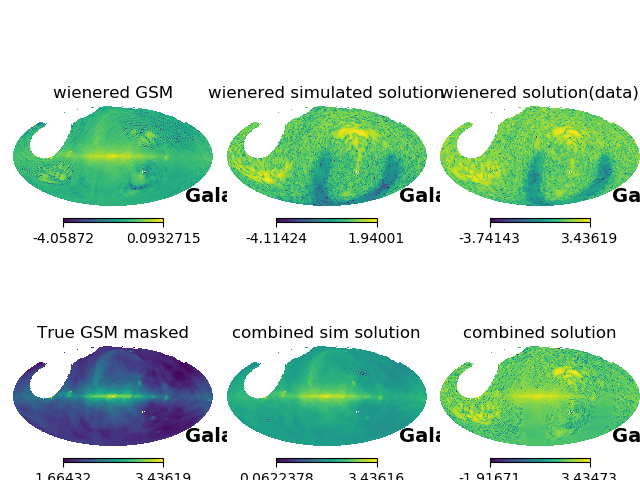 wienered GSM
wienered simulated solution
wienered solution(data)
Gala
Gala
Ga
-4.05872 0.0932715
-4.11424 1.94001
-3.74143 3.43619
True GSM masked
combined sim solution
combined solution
Gala
Gala
Ga
1.66432 3.43619
0.0622378 3.43616
-1.91671 3.43473